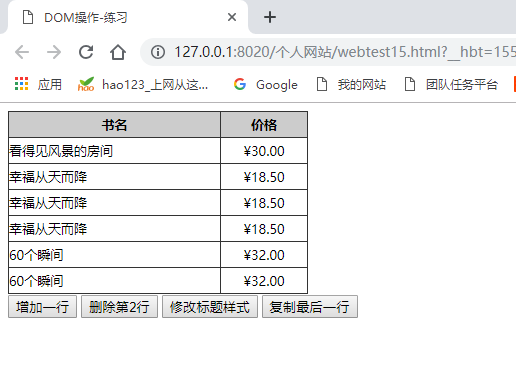 DOM操作-练习
127.0.0.1:8020/个人网站/webtest15.html?__hbt=155
应用 hao123_上网从这... Google 我的网站 团队任务平台
书名 价格
看得见风景的房间 ¥30.00
幸福从天而降 ¥18.50
幸福从天而降 ¥18.50
幸福从天而降 ¥18.50
60个瞬间 ¥32.00
60个瞬间 ¥32.00
增加一行 删除第2行 修改标题样式 复制最后一行